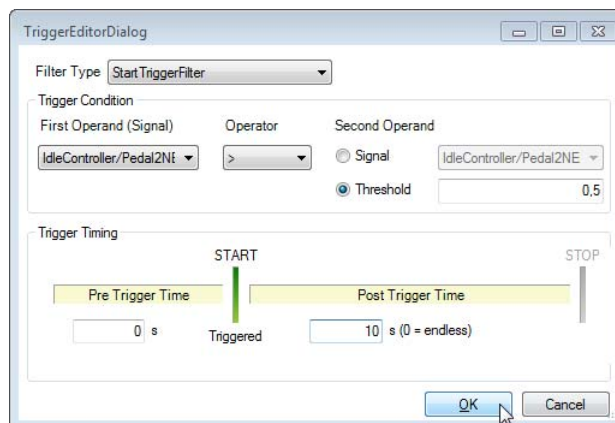 TriggerEditorDialog
Filter Type StartTriggerFilter
Trigger Condition
First Operand (Signal) Operator Second Operand
IdleController/Pedal2NE > Signal IdleController/Pedal2NE
Threshold 0,5
Trigger Timing
START STOP
Pre Trigger Time Post Trigger Time
0 s Triggered 10 s (0 = endless)
OK Cancel